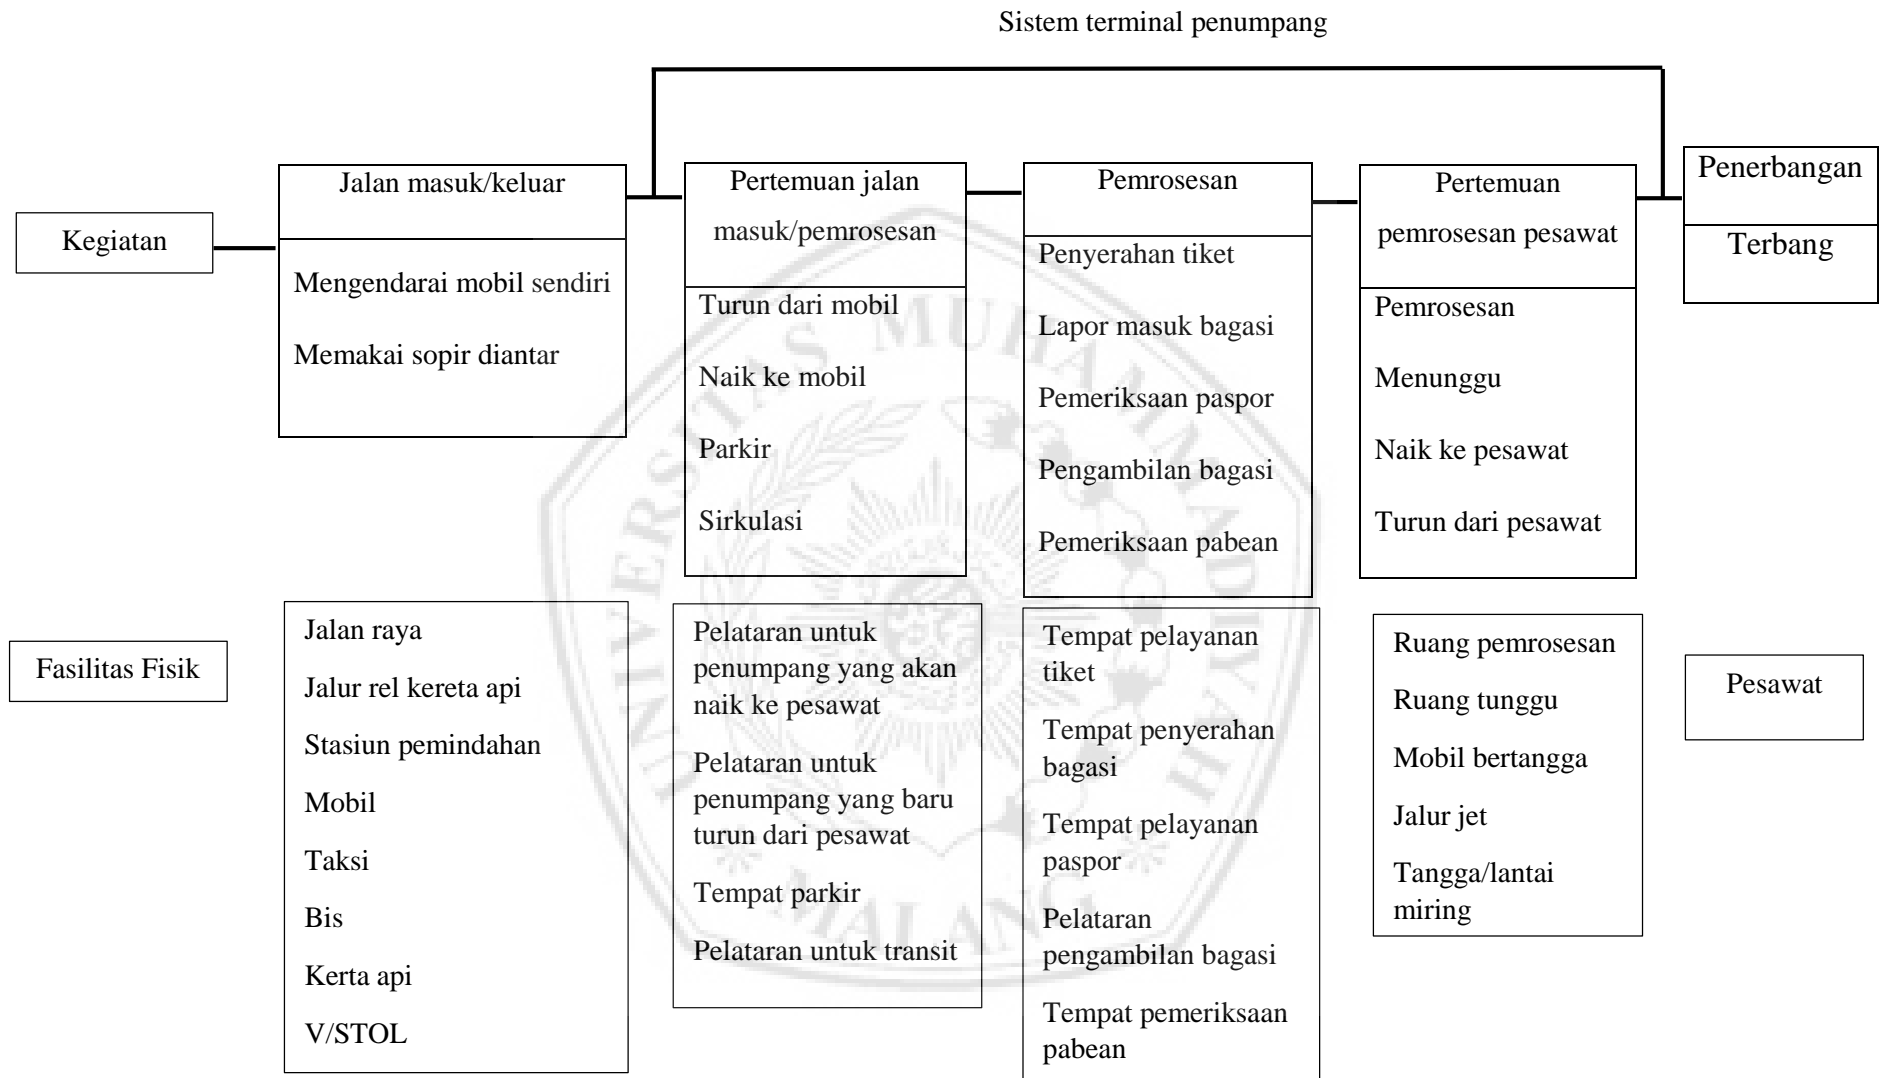 Sistem terminal penumpang
Kegiatan
Jalan masuk/keluar
Mengendarai mobil sendiri
Memakai sopir diantar
Pertemuan jalan
masuk/pemrosesan
Turun dari mobil
Naik ke mobil
Parkir
Sirkulasi
Pemrosesan
Penyerahan tiket
Lapor masuk bagasi
Pemeriksaan paspor
Pengambilan bagasi
Pemeriksaan pabean
Pertemuan
pemrosesan pesawat
Pemrosesan
Menunggu
Naik ke pesawat
Turun dari pesawat
Penerbangan
Terbang
Fasilitas Fisik
Jalan raya
Jalur rel kereta api
Stasiun pemindahan
Mobil
Taksi
Bis
Kerta api
V/STOL
Pelataran untuk
penumpang yang akan
naik ke pesawat
Pelataran untuk
penumpang yang baru
turun dari pesawat
Tempat parkir
Pelataran untuk transit
Tempat pelayanan
tiket
Tempat penyerahan
bagasi
Tempat pelayanan
paspor
Pelataran
pengambilan bagasi
Tempat pemeriksaan
pabean
Ruang pemrosesan
Ruang tunggu
Mobil bertangga
Jalur jet
Tangga/lantai
miring
Pesawat
UNIVERSITAS MUHAMMADIYAH
MALANG